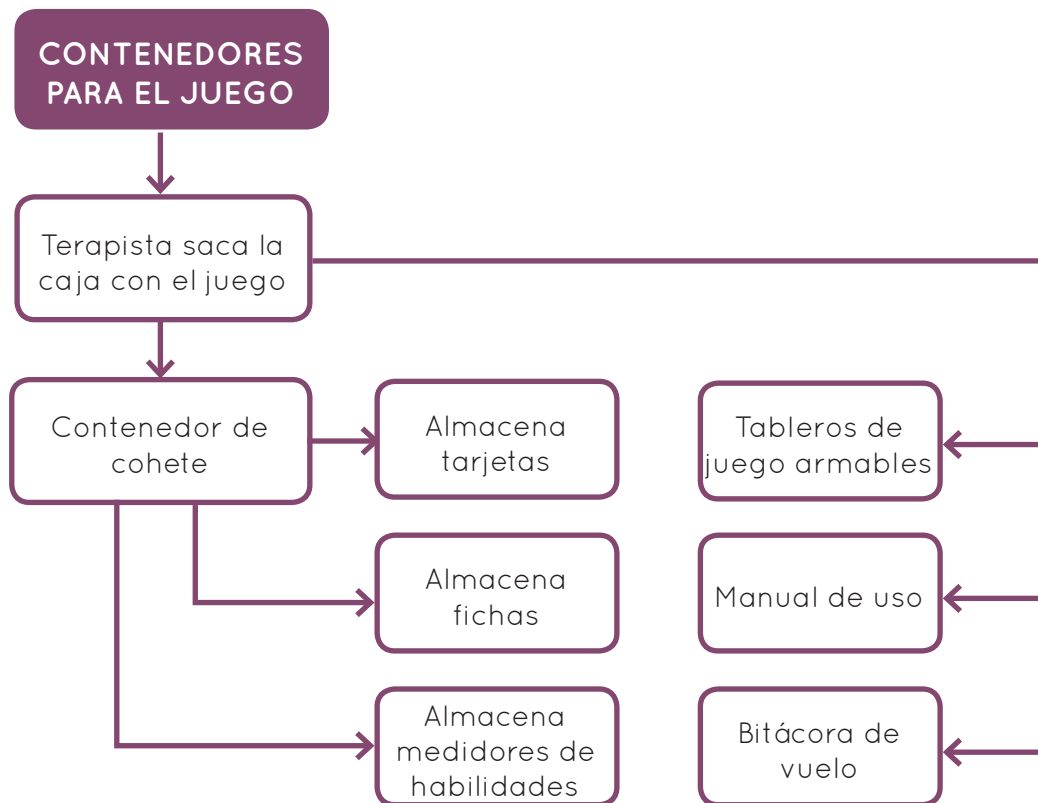 CONTENEDORES
PARA EL JUEGO
Terapista saca la
caja con el juego
Contenedor de
cohete
Almacena
tarjetas
Tableros de
juego armables
Almacena
fichas
Manual de uso
Almacena
medidores de
habilidades
Bitácora de
vuelo